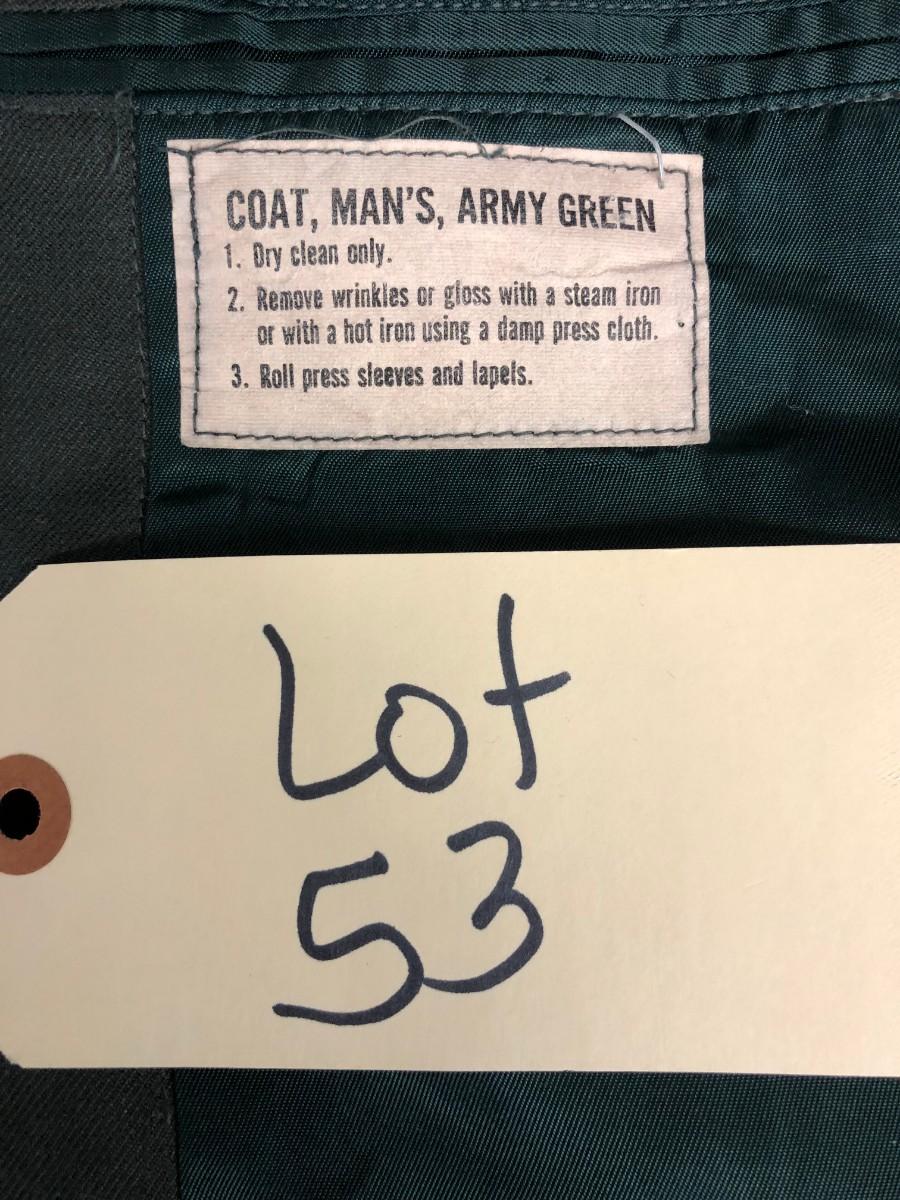 COAT, MAN'S, ARMY GREEN
1. Dry clean only.
2. Remove wrinkles or gloss with a steam iron
or with a hot iron using a damp press cloth.
3. Roll press sleeves and lapels.
Lot
53